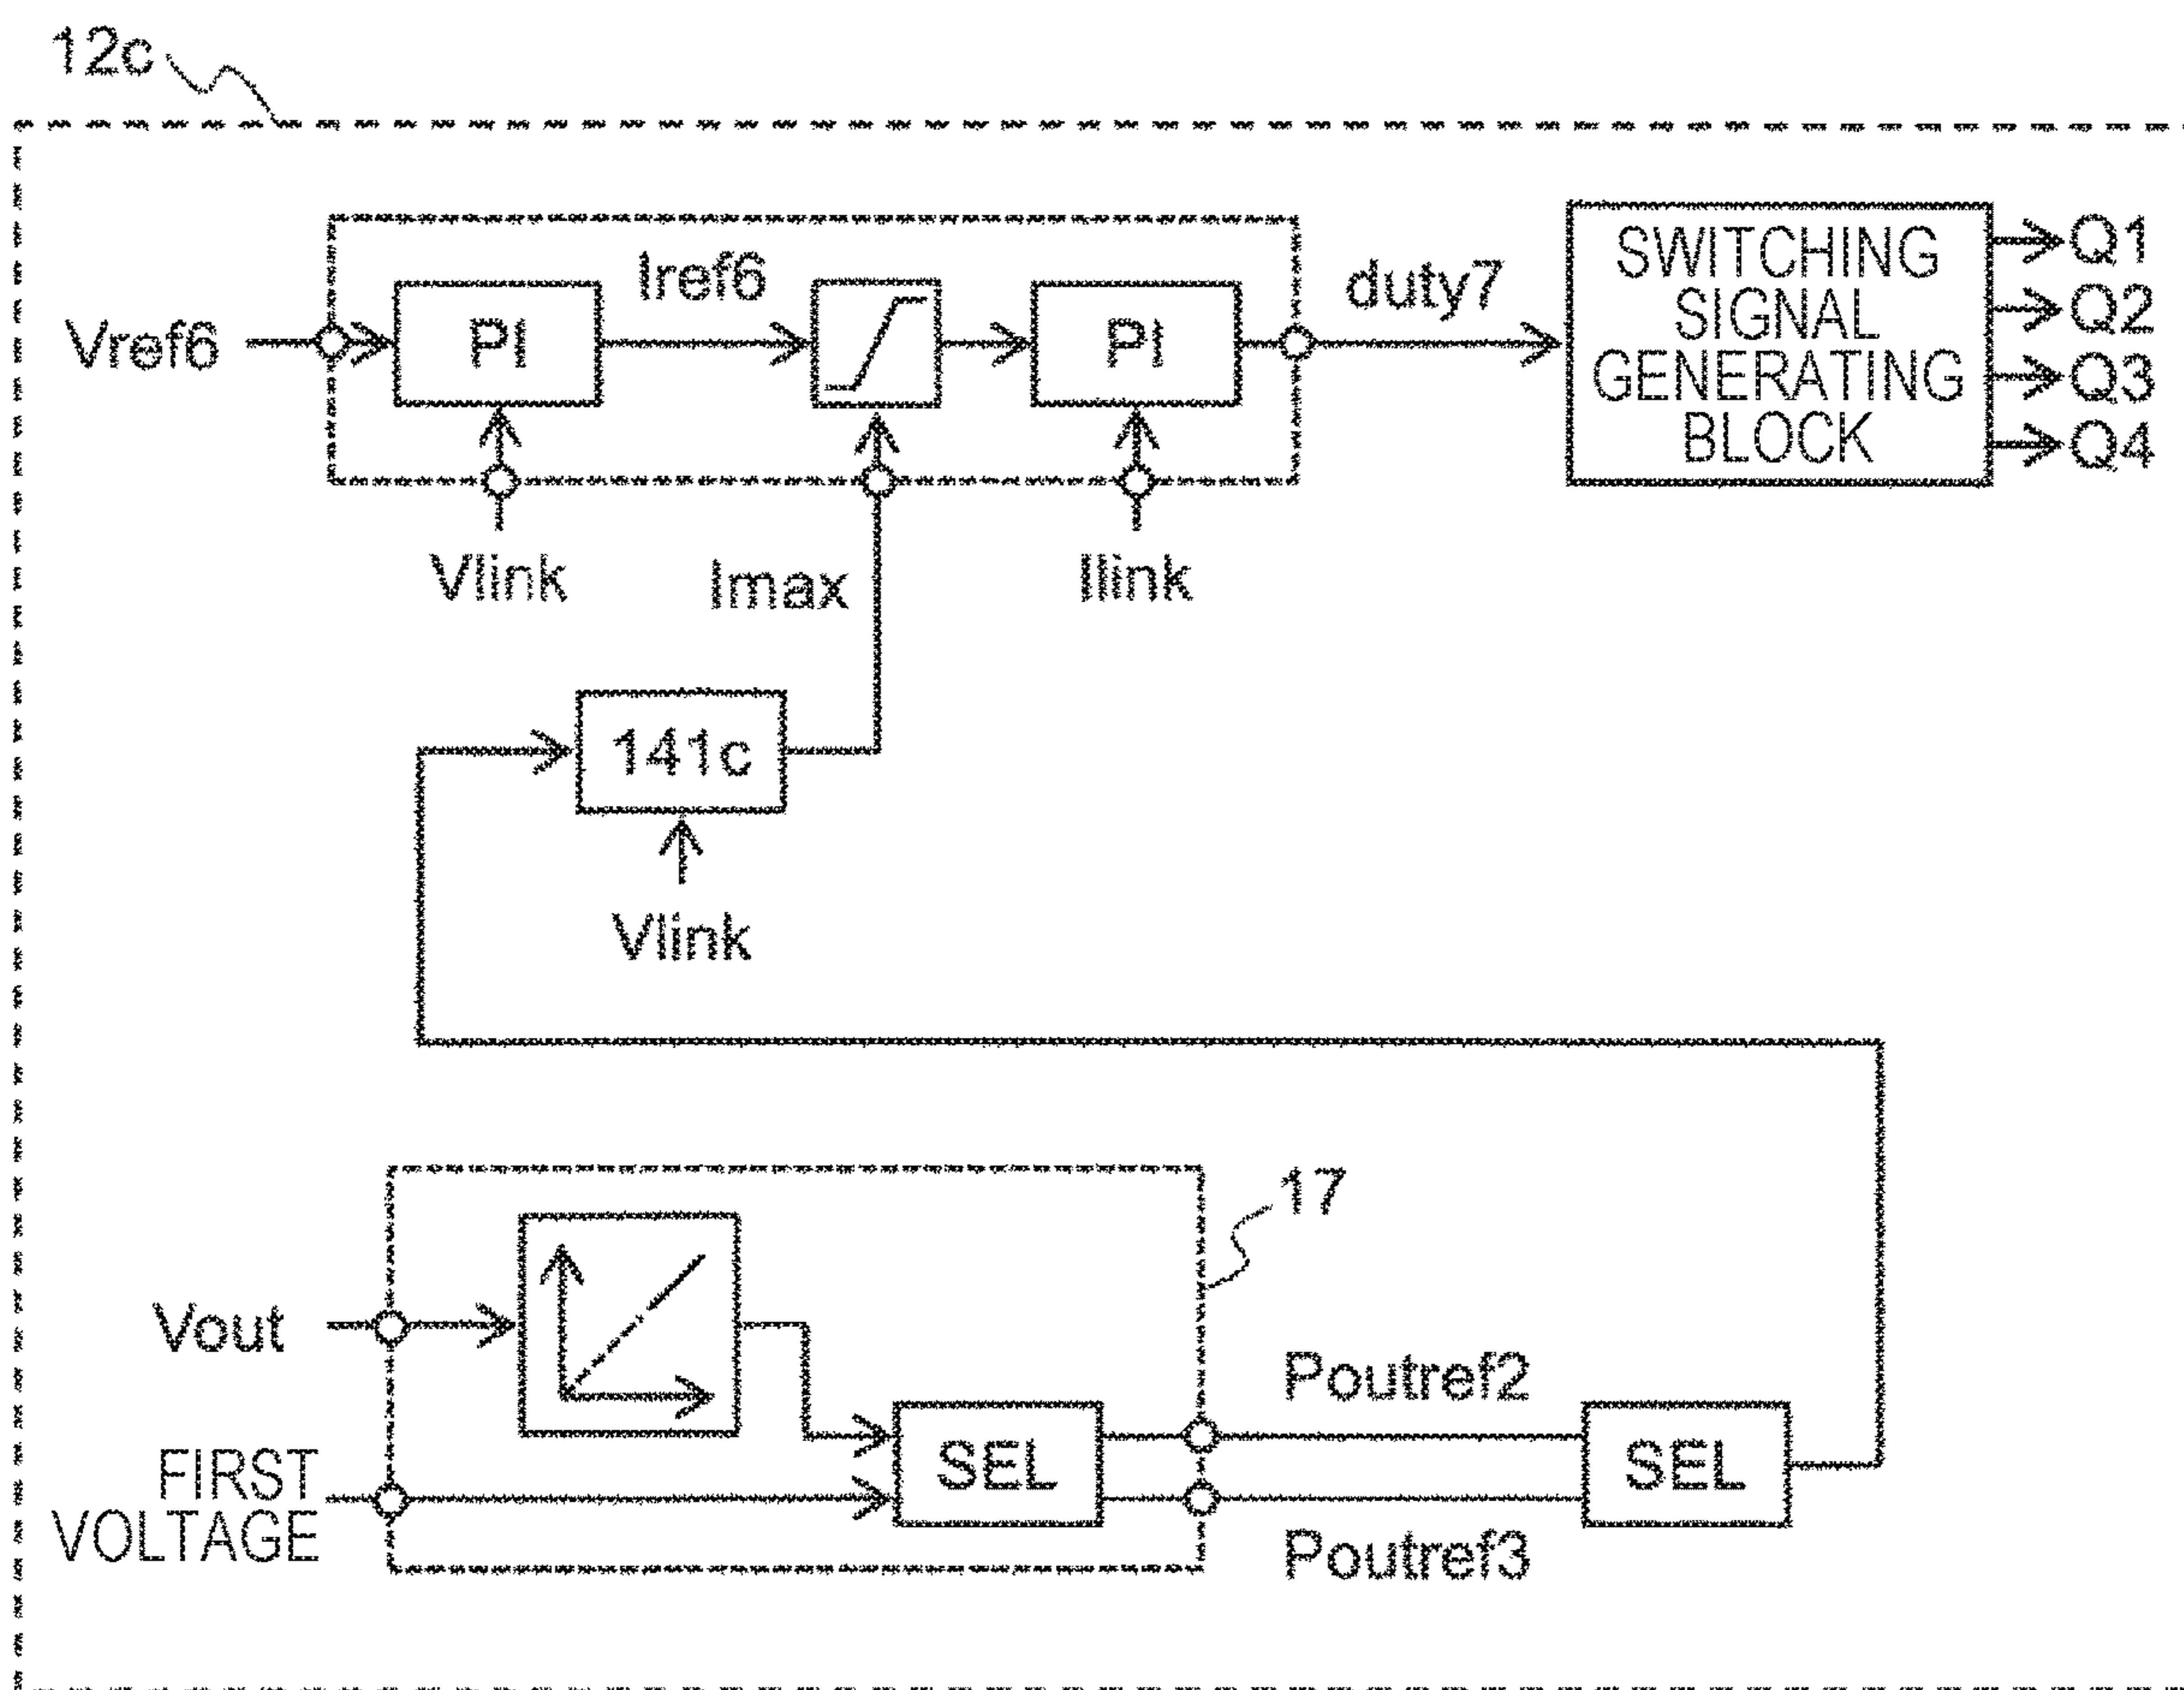 12c
Vref6
PI
Iref6
PI
duty7
SWITCHING
SIGNAL
GENERATING
BLOCK
Q1
Q2
Q3
Q4
Vlink
Imax
Ilink
141c
Vlink
17
Vout
FIRST
VOLTAGE
SEL
Poutref2
Poutref3
SEL